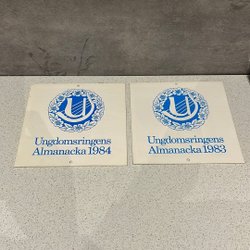 U
Ungdomsringens
Almanacka 1984
U
Ungdomsringens
Almanacka 1983